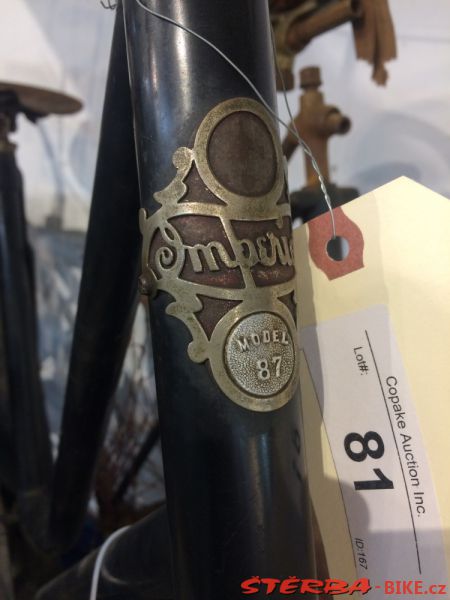 Imperial
MODEL
87
Copake Auction Inc.
Lot#:
81
ID:167
ŠTĚRBA-BIKE.cz